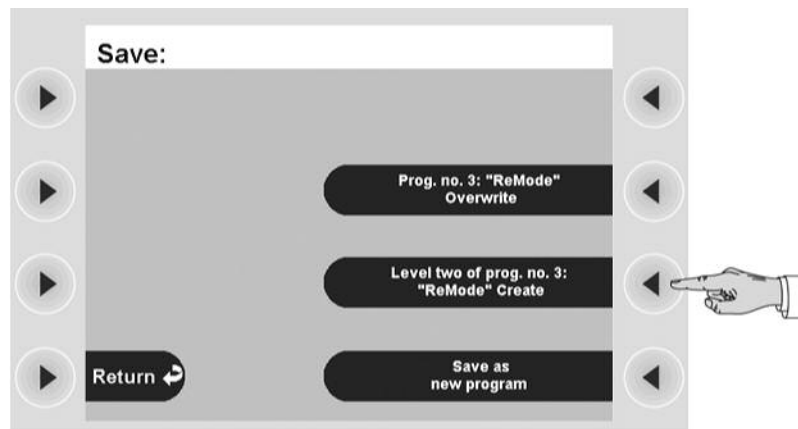 Save:
Prog. no. 3: "ReMode"
Overwrite
Level two of prog. no. 3:
"ReMode" Create
Return
Save as
new program